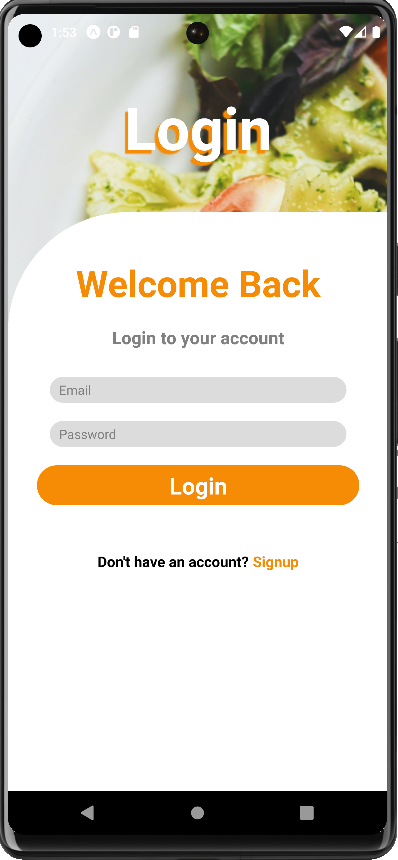 1:53
Login
Welcome Back
Login to your account
Email
Password
Login
Don't have an account? Signup